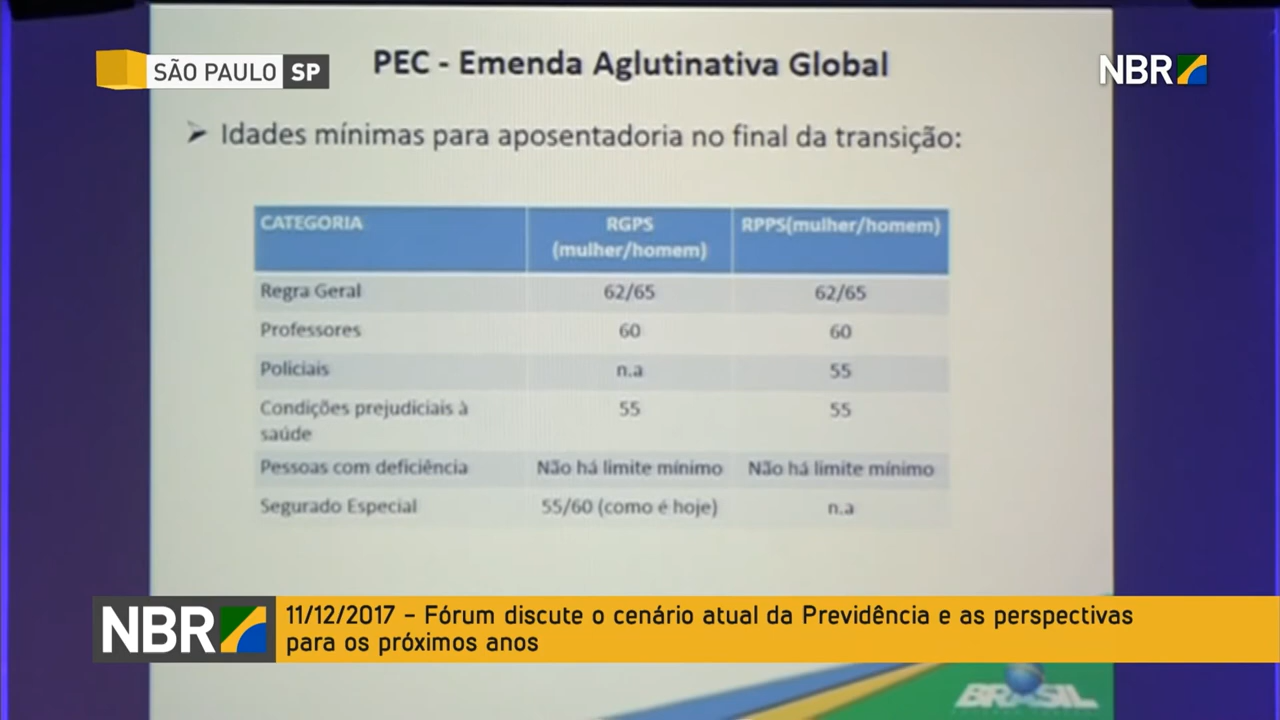 SÃO PAULO SP
NBR
PEC - Emenda Aglutinativa Global
➢ Idades mínimas para aposentadoria no final da transição:
CATEGORIA RGPS (mulher/homem) RPPS(mulher/homem)
Regra Geral 62/65 62/65
Professores 60 60
Policiais n.a 55
Condições prejudiciais à saúde 55 55
Pessoas com deficiência Não há limite mínimo Não há limite mínimo
Segurado Especial 55/60 (como é hoje) n.a
NBR
11/12/2017 – Fórum discute o cenário atual da Previdência e as perspectivas
para os próximos anos
BRASIL